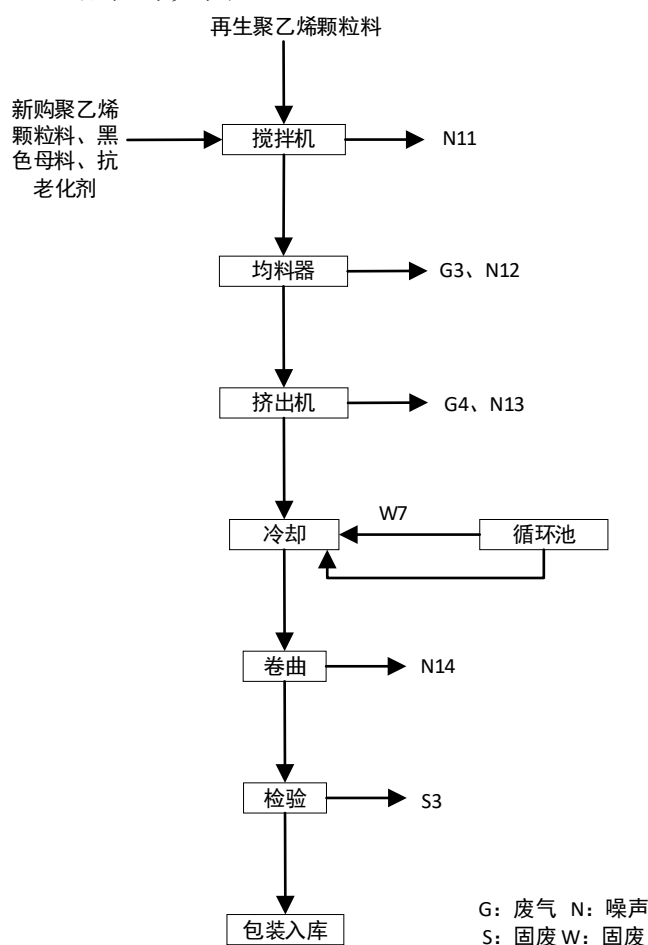 再生聚乙烯颗粒料
新购聚乙烯
颗粒料、黑
色母料、抗
老化剂
搅拌机
N11
均料器
G3、N12
挤出机
G4、N13
W7
冷却
循环池
卷曲
N14
检验
S3
包装入库
G：废气 N：噪声
S：固废 W：固废